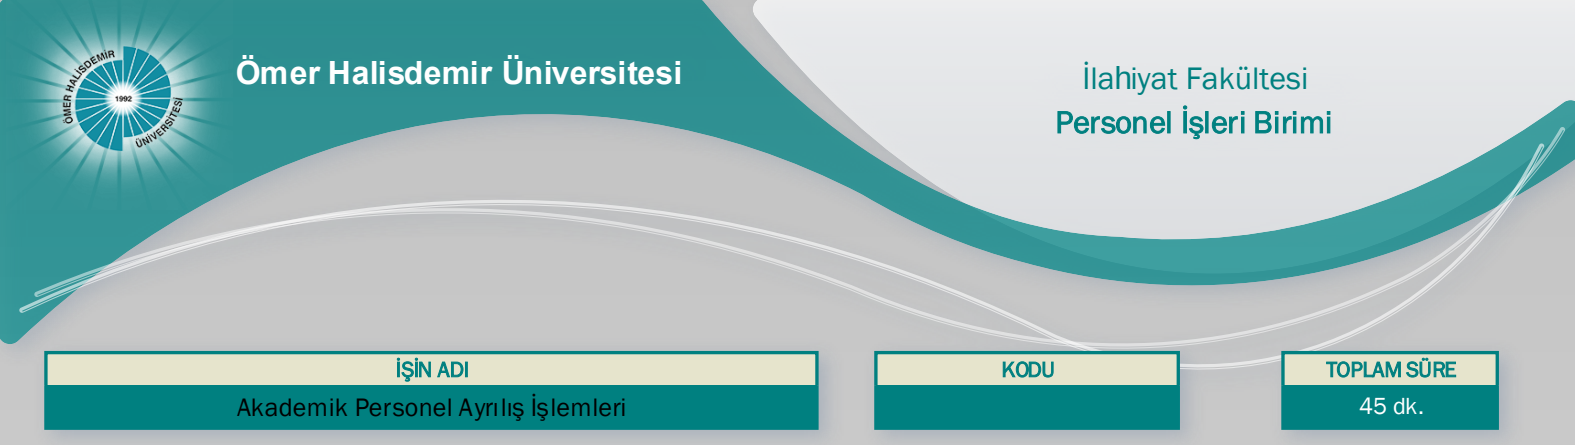 ÖMER HALİSDEMİR
1992
ÜNİVERSİTESİ
Ömer Halisdemir Üniversitesi
İlahiyat Fakültesi
Personel İşleri Birimi
İŞİN ADI
Akademik Personel Ayrılış İşlemleri
KODU
TOPLAM SÜRE
45 dk.